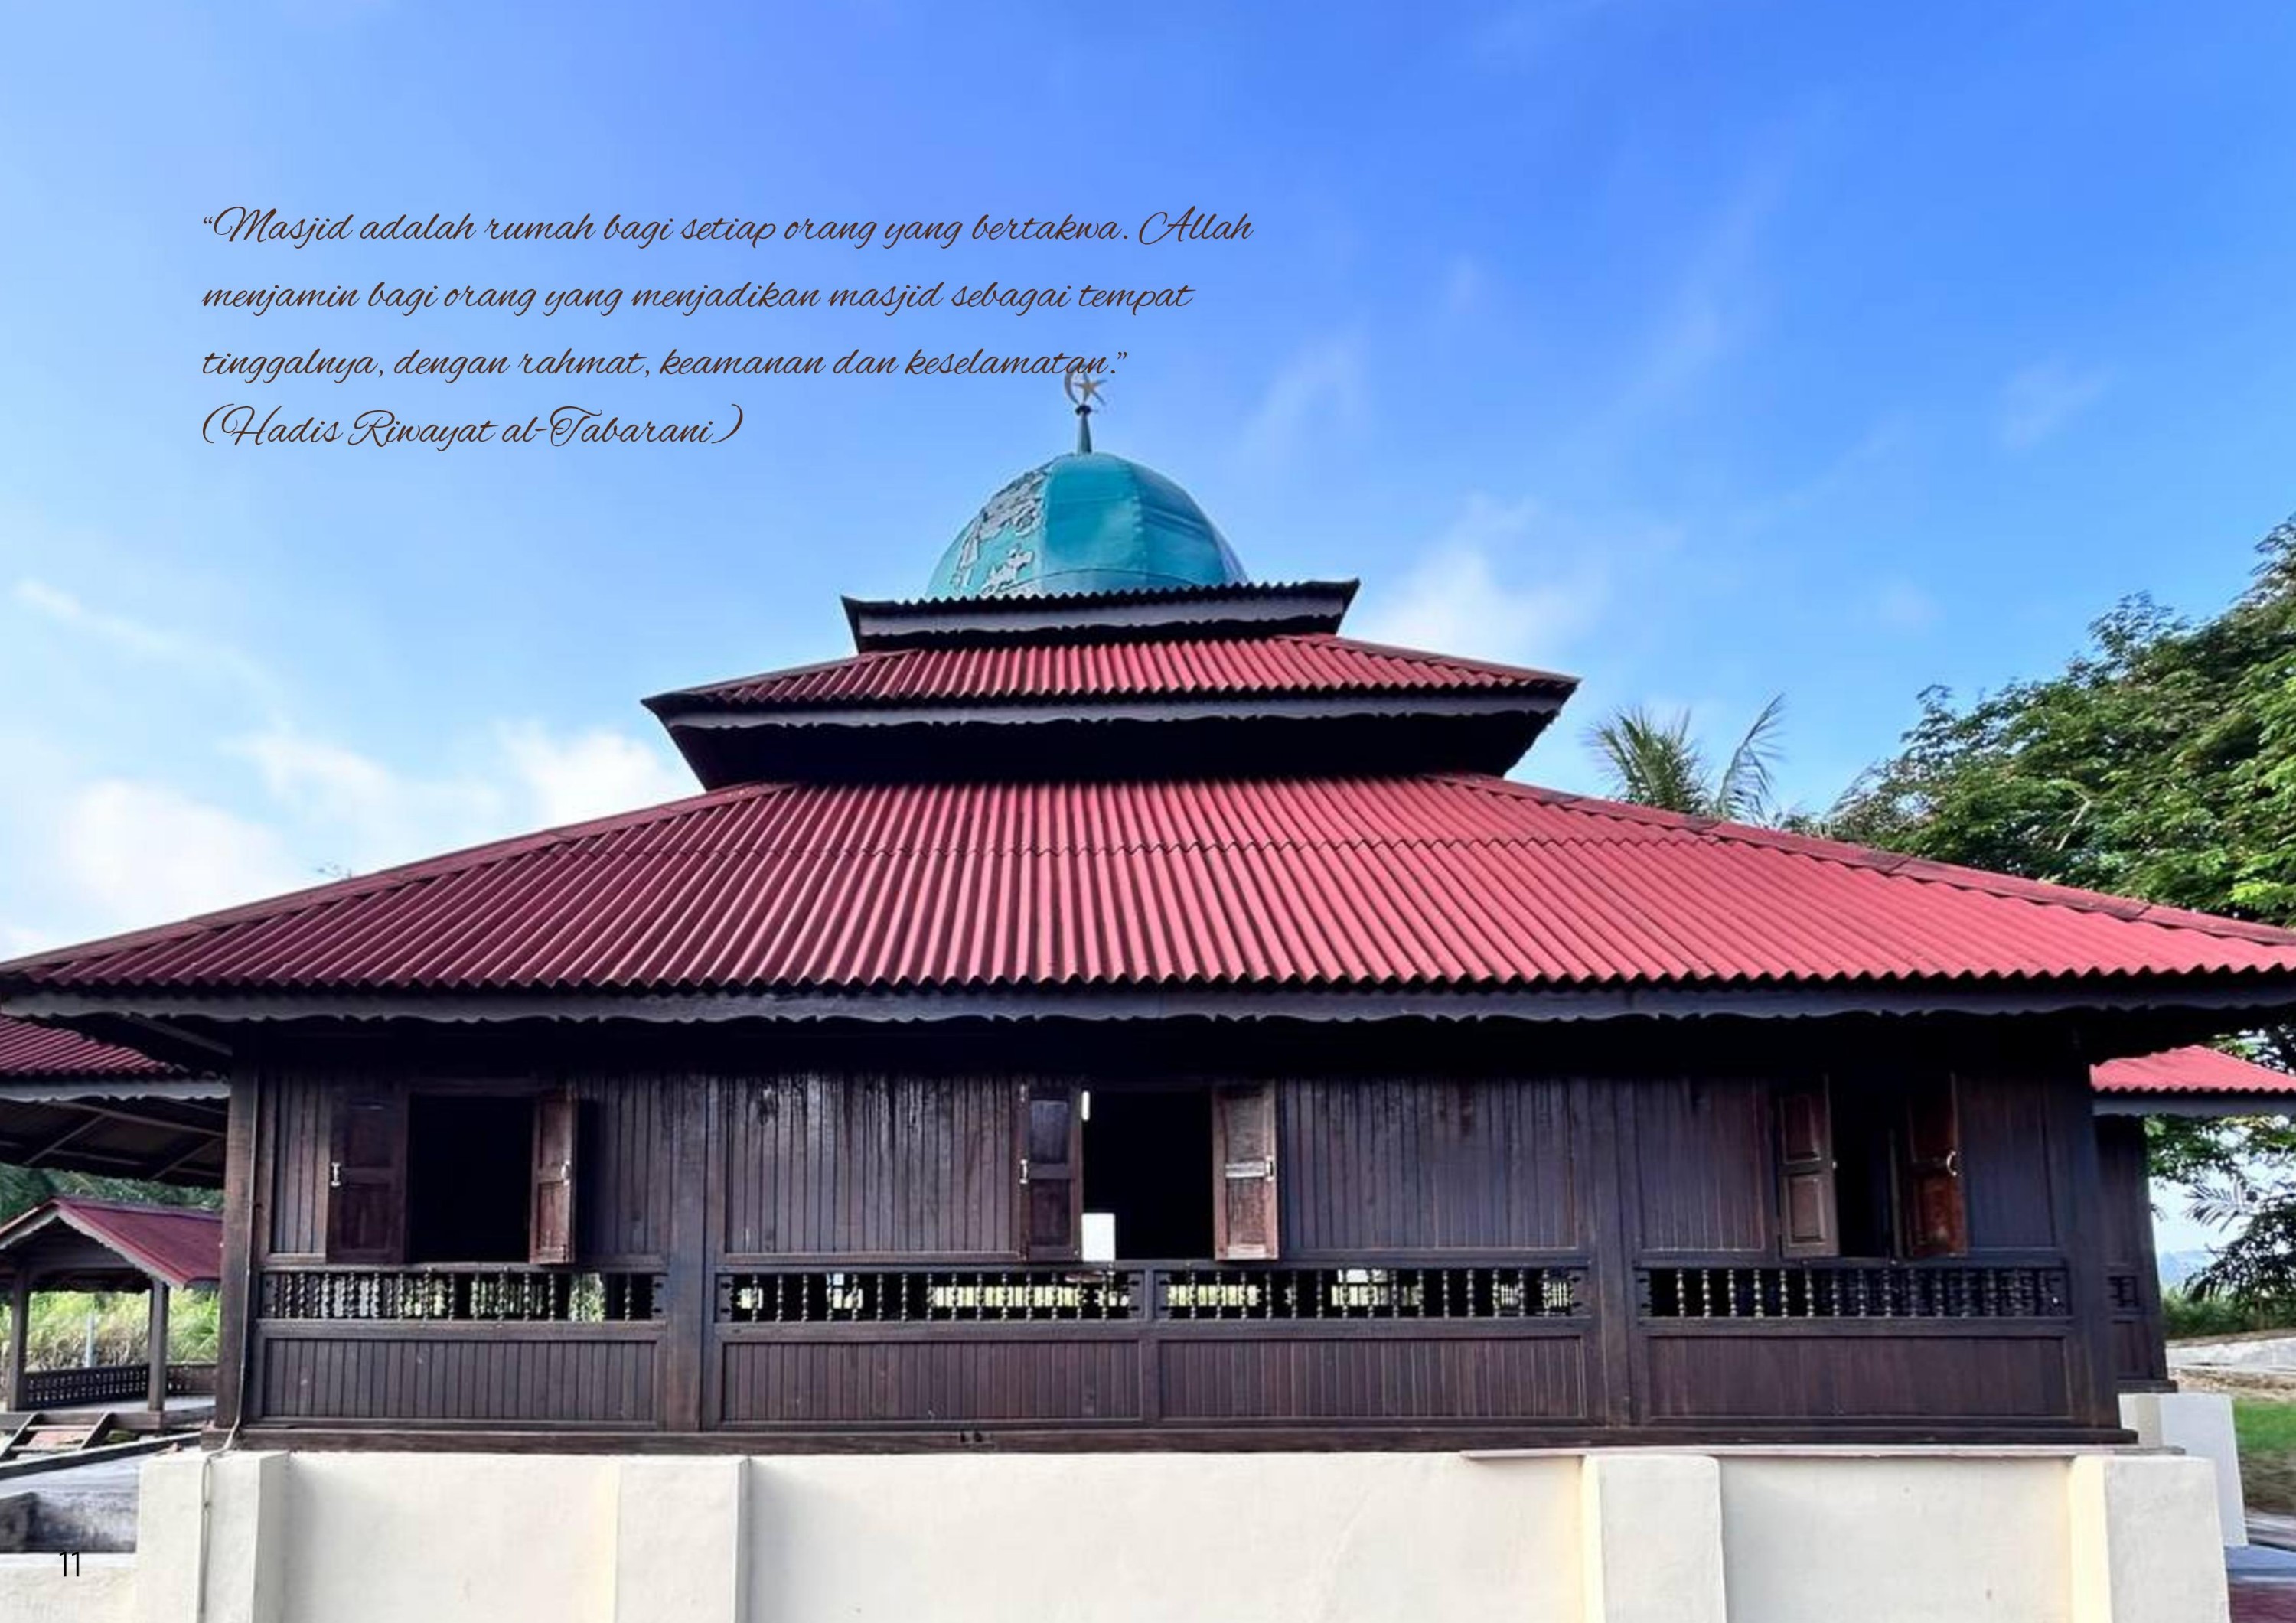 “Masjid adalah rumah bagi setiap orang yang bertakwa. Allah
menjamin bagi orang yang menjadikan masjid sebagai tempat
tinggalnya, dengan rahmat, keamanan dan keselamatan.”
(Hadis Riwayat al-Tabarani)
11